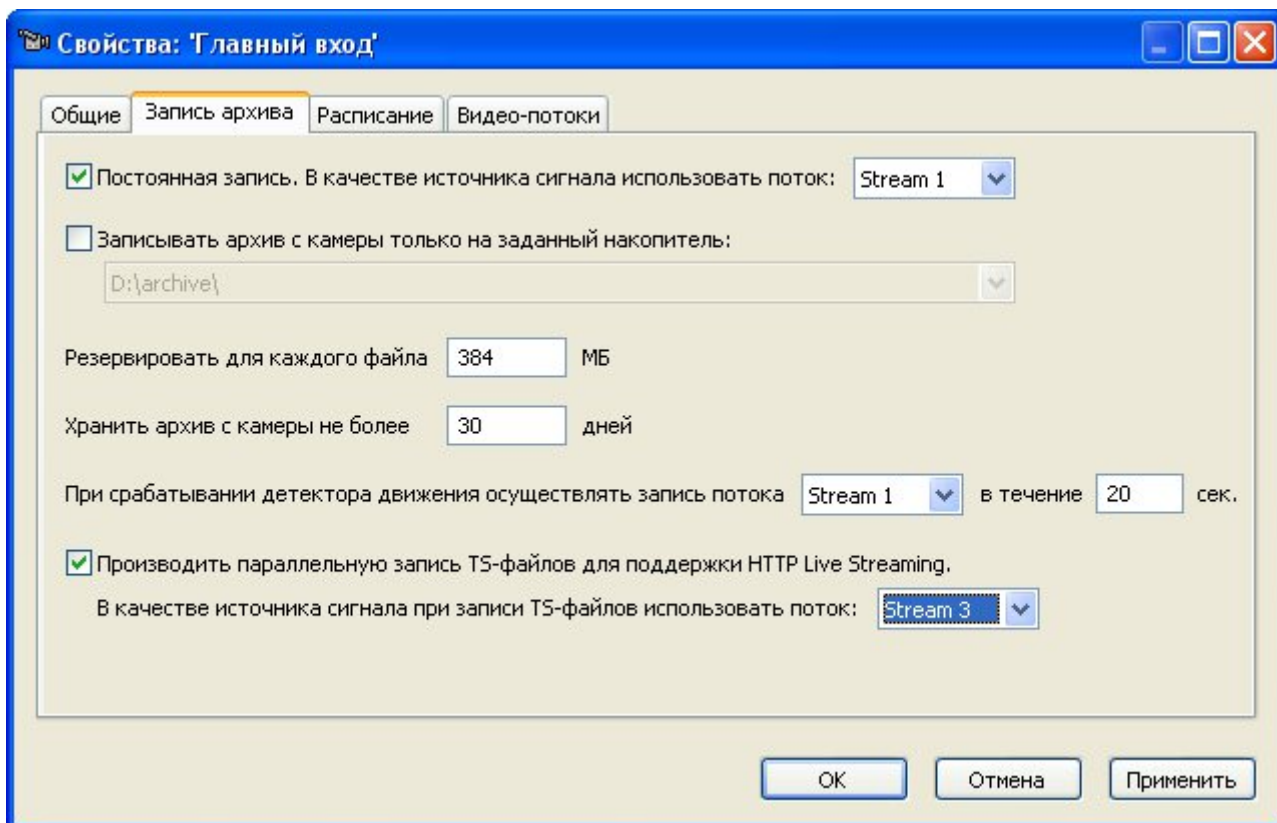 Свойства: 'Главный вход'
Общие Запись архива Расписание Видео-потоки
Постоянная запись. В качестве источника сигнала использовать поток: Stream 1
Записывать архив с камеры только на заданный накопитель:
D:\archive\
Резервировать для каждого файла 384 МБ
Хранить архив с камеры не более 30 дней
При срабатывании детектора движения осуществлять запись потока Stream 1 в течение 20 сек.
Производить параллельную запись TS-файлов для поддержки HTTP Live Streaming.
В качестве источника сигнала при записи TS-файлов использовать поток: Stream 3
OK Отмена Применить